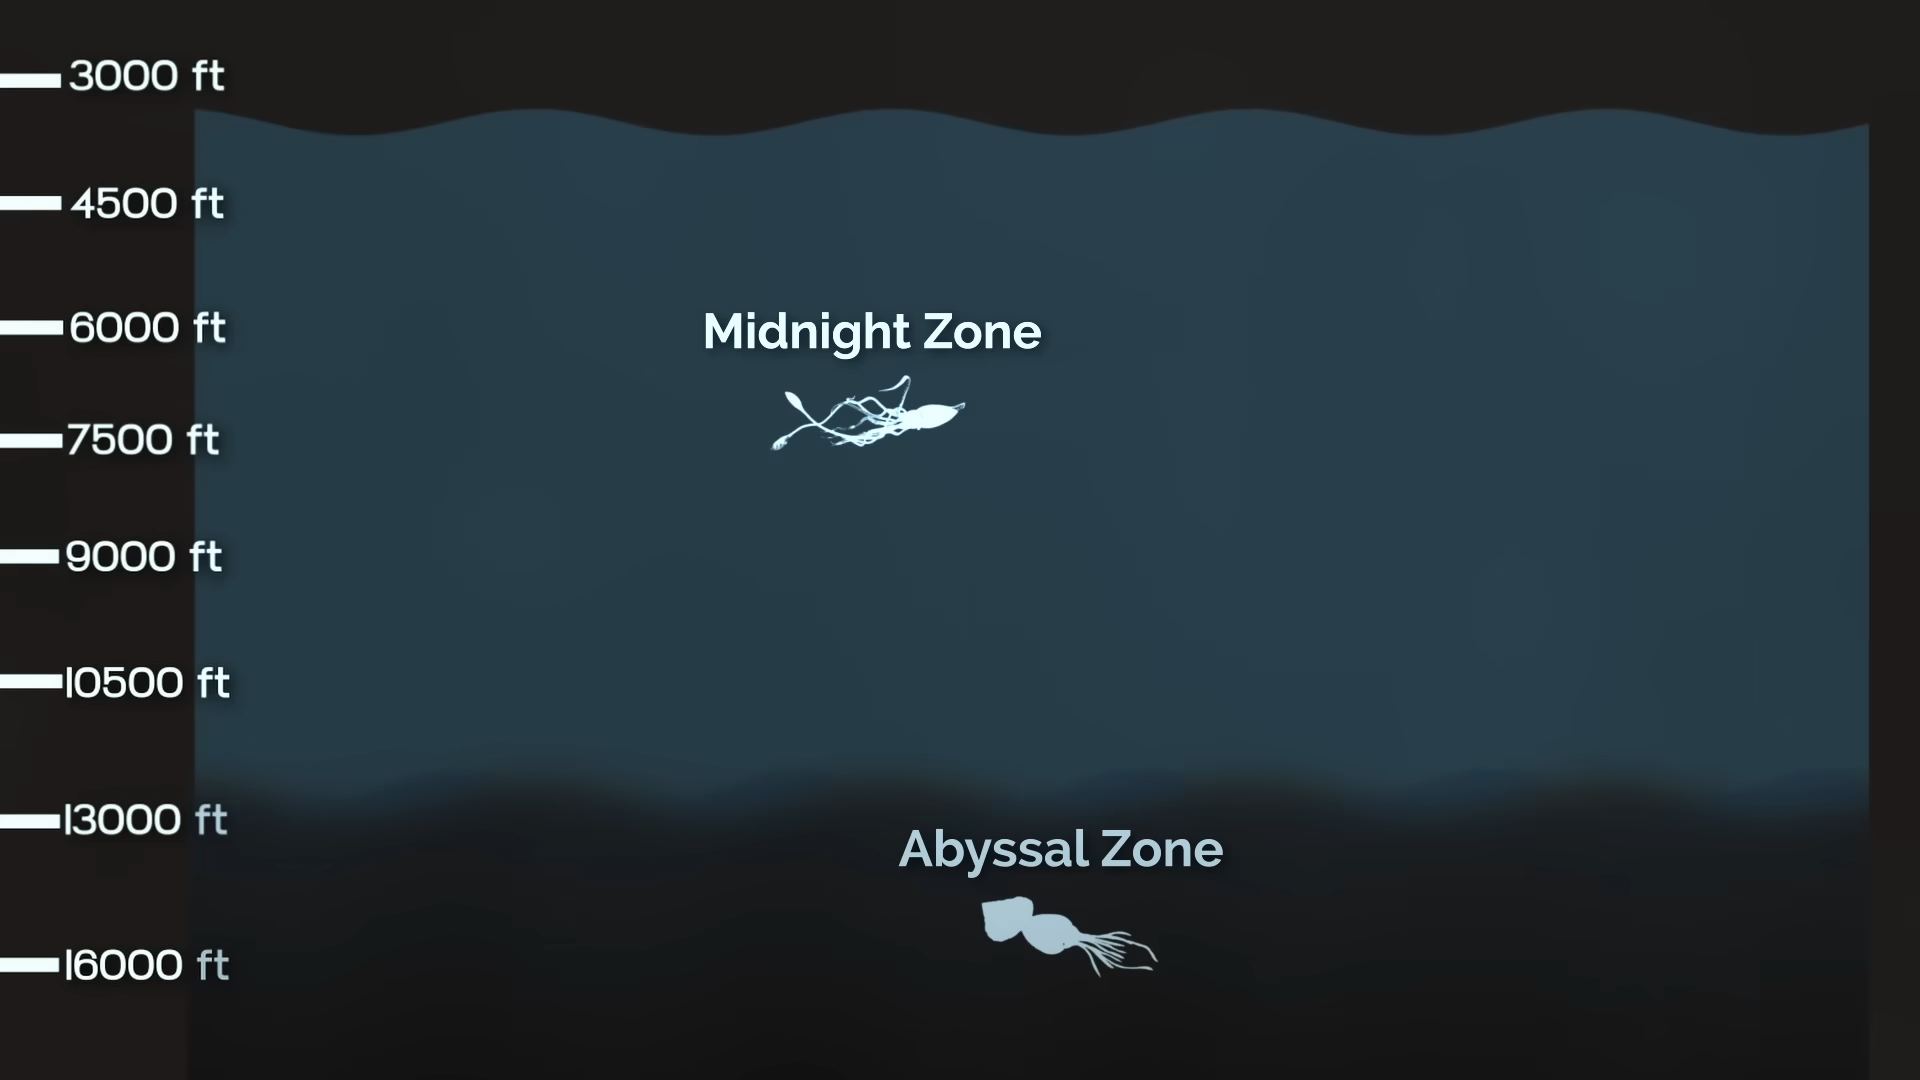 3000 ft
4500 ft
6000 ft
Midnight Zone
7500 ft
9000 ft
10500 ft
13000 ft
Abyssal Zone
16000 ft